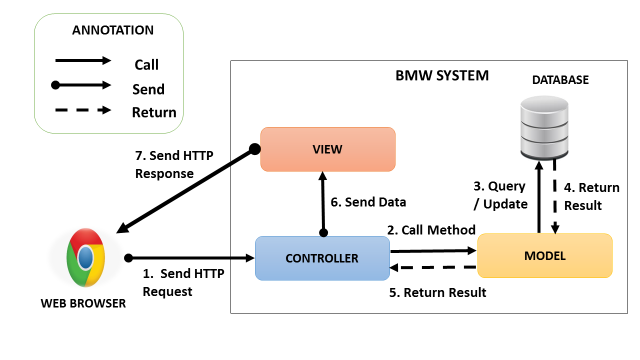 ANNOTATION
Call
Send
Return
BMW SYSTEM
DATABASE
7. Send HTTP
Response
VIEW
3. Query
/ Update
4. Return
Result
6. Send Data
2. Call Method
CONTROLLER
MODEL
1. Send HTTP
Request
5. Return Result
WEB BROWSER